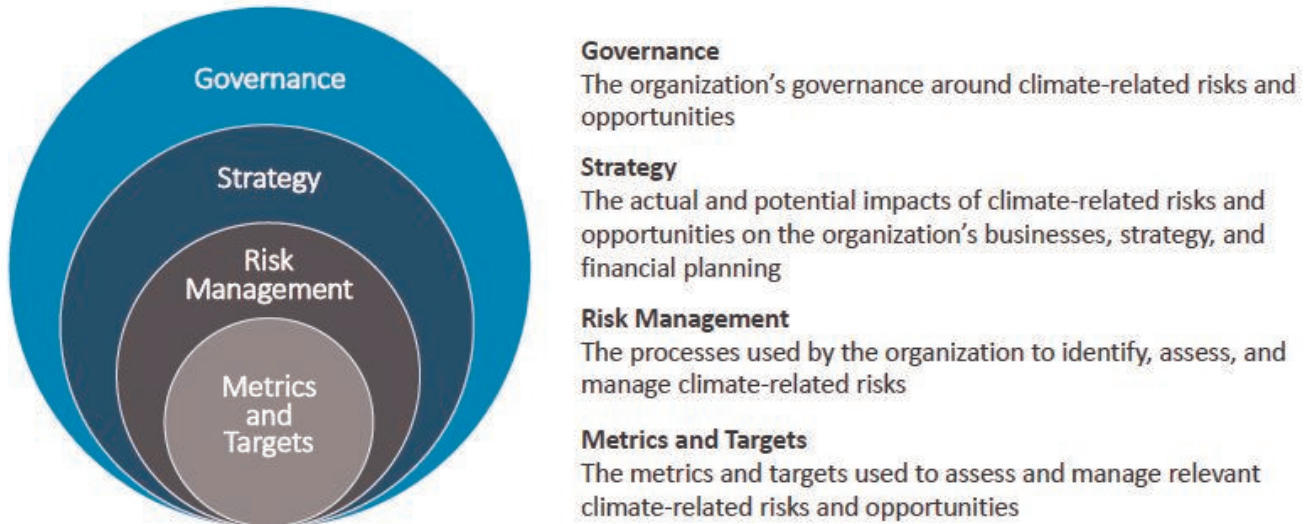 Governance
Strategy
Risk
Management
Metrics
and
Targets
Governance
The organization’s governance around climate-related risks and
opportunities
Strategy
The actual and potential impacts of climate-related risks and
opportunities on the organization’s businesses, strategy, and
financial planning
Risk Management
The processes used by the organization to identify, assess, and
manage climate-related risks
Metrics and Targets
The metrics and targets used to assess and manage relevant
climate-related risks and opportunities